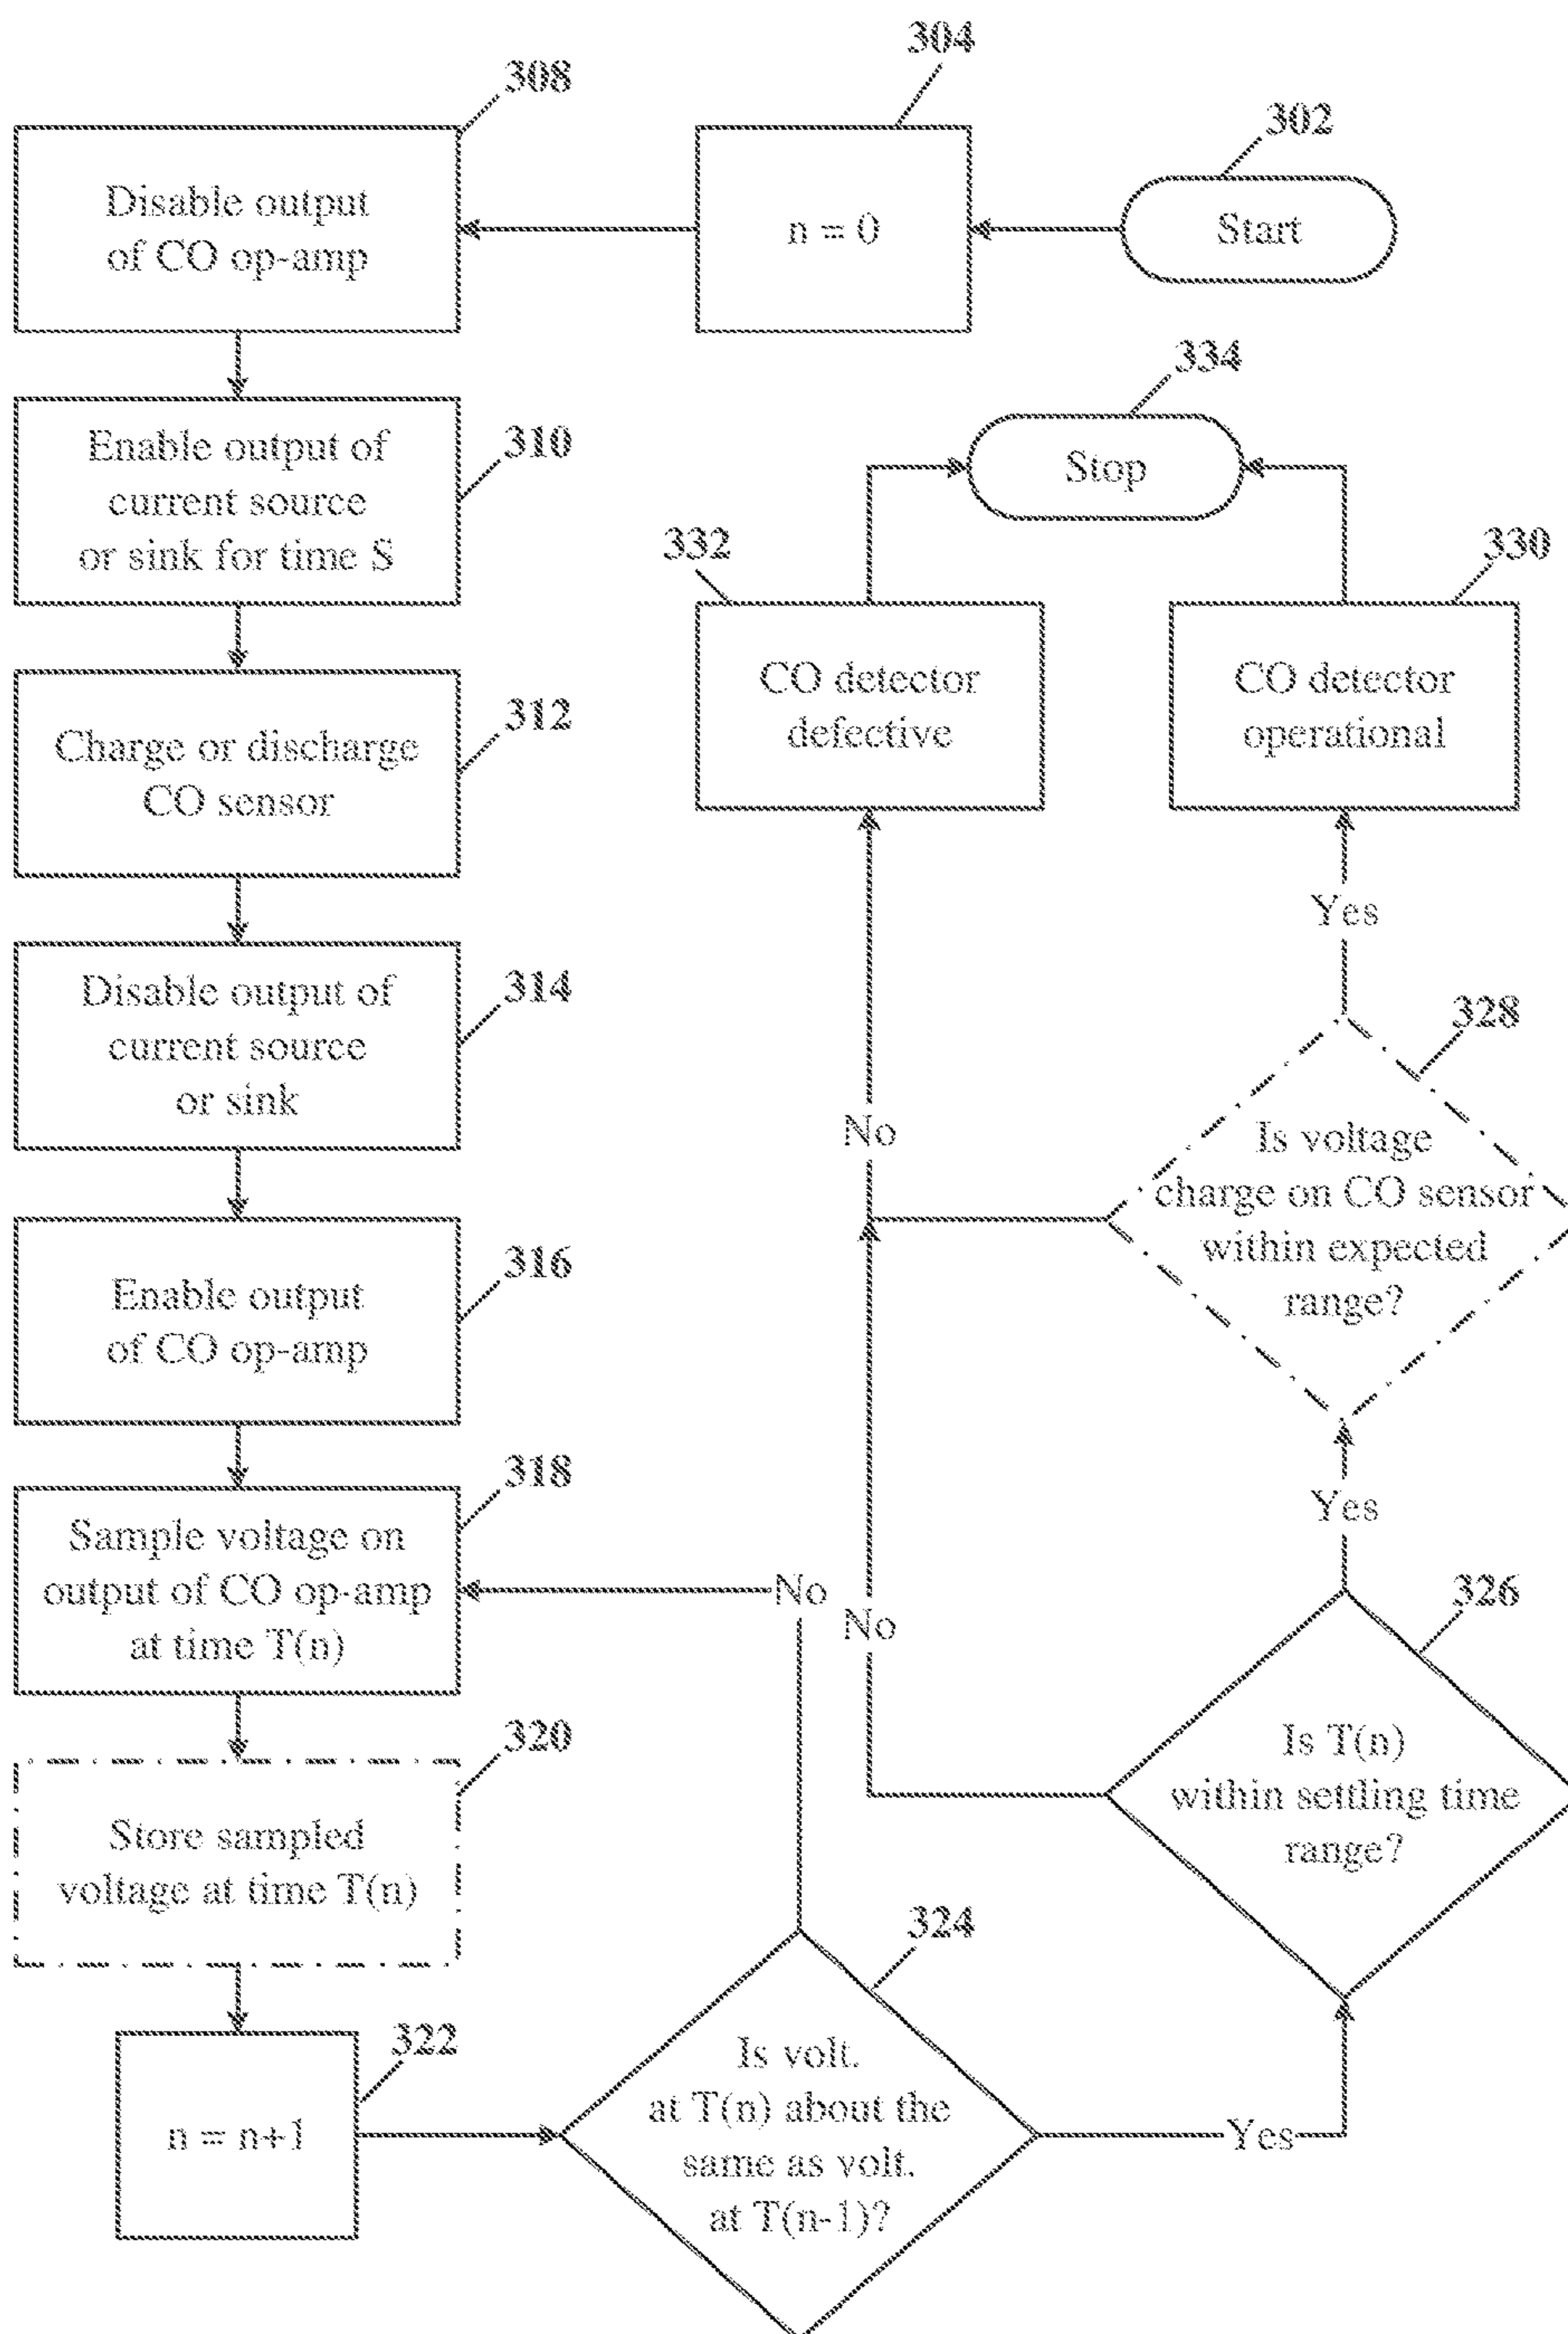 304
308
302
Disable output
of CO op-amp
n = 0
Start
334
310
Enable output of
current source
or sink for time S
Stop
332
330
312
Charge or discharge
CO sensor
CO detector
defective
CO detector
operational
Yes
314
Disable output of
current source
or sink
328
No
Is voltage
charge on CO sensor
within expected
range?
316
Enable output
of CO op-amp
318
Sample voltage on
output of CO op-amp
at time T(n)
No
No
Yes
326
Is T(n)
within settling time
range?
320
Store sampled
voltage at time T(n)
324
322
n = n+1
Is volt.
at T(n) about the
same as volt.
at T(n-1)?
Yes